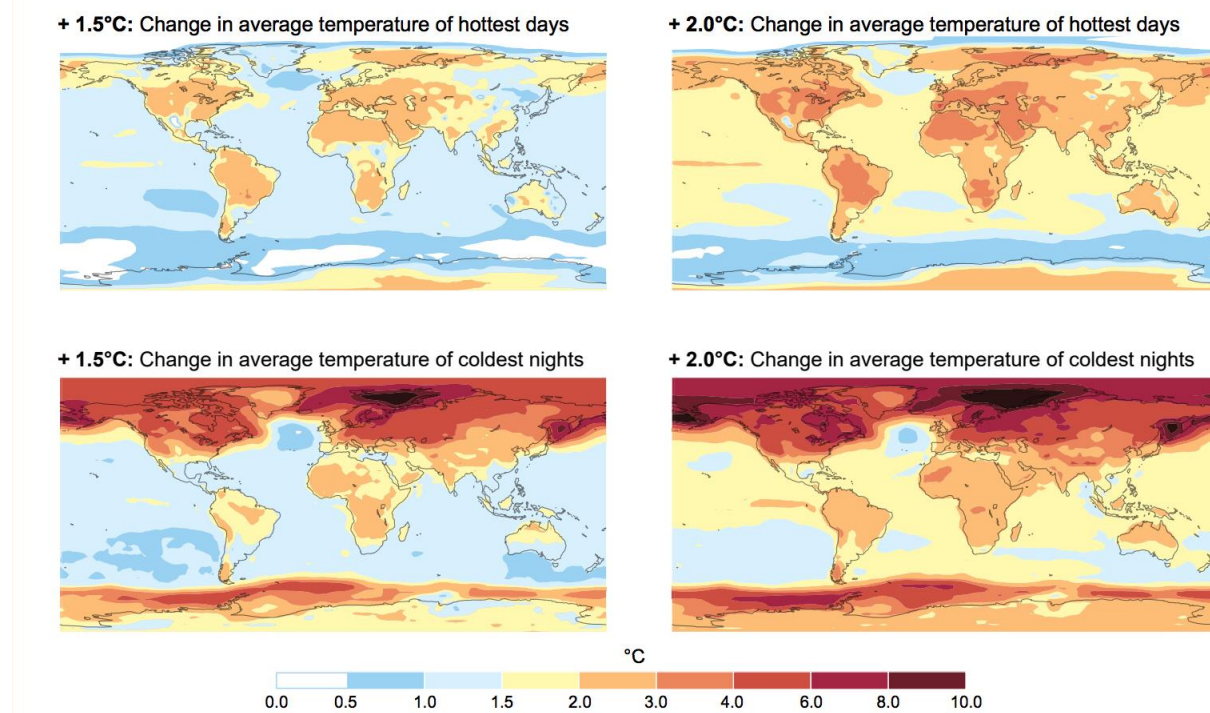 + 1.5°C: Change in average temperature of hottest days
+ 2.0°C: Change in average temperature of hottest days
+ 1.5°C: Change in average temperature of coldest nights
+ 2.0°C: Change in average temperature of coldest nights
°C
0.0 0.5 1.0 1.5 2.0 3.0 4.0 6.0 8.0 10.0